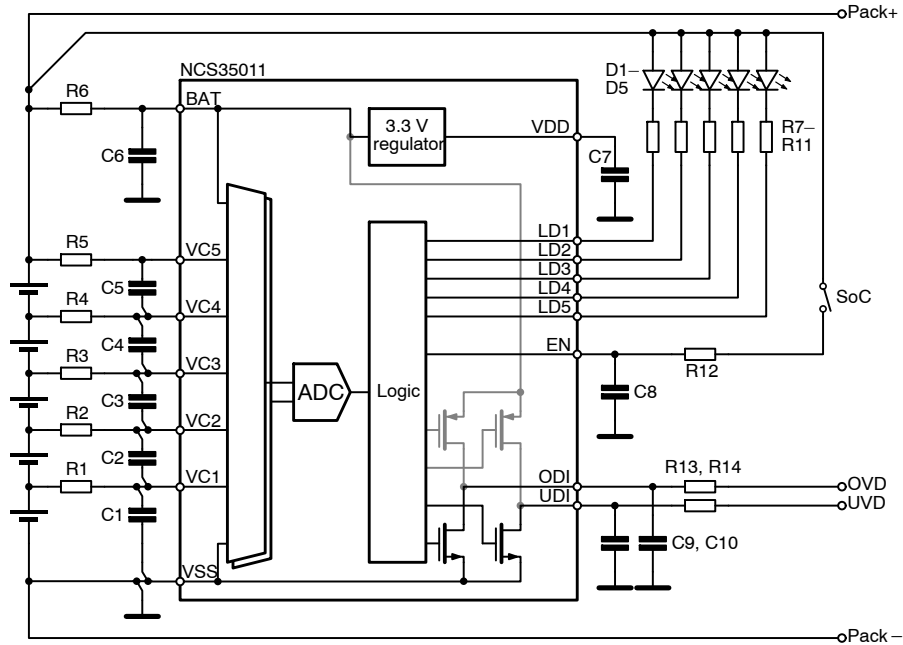 Pack+
NCS35011
R6
BAT
3.3 V
regulator
VDD
C6
C7
D1–
D5
R7–
R11
R5
VC5
C5
LD1
LD2
LD3
LD4
LD5
R4
VC4
C4
SoC
EN
R12
R3
VC3
C3
ADC
Logic
C8
R2
VC2
C2
R1
VC1
C1
ODI
UDI
R13, R14
OVD
UVD
C9, C10
VSS
Pack–